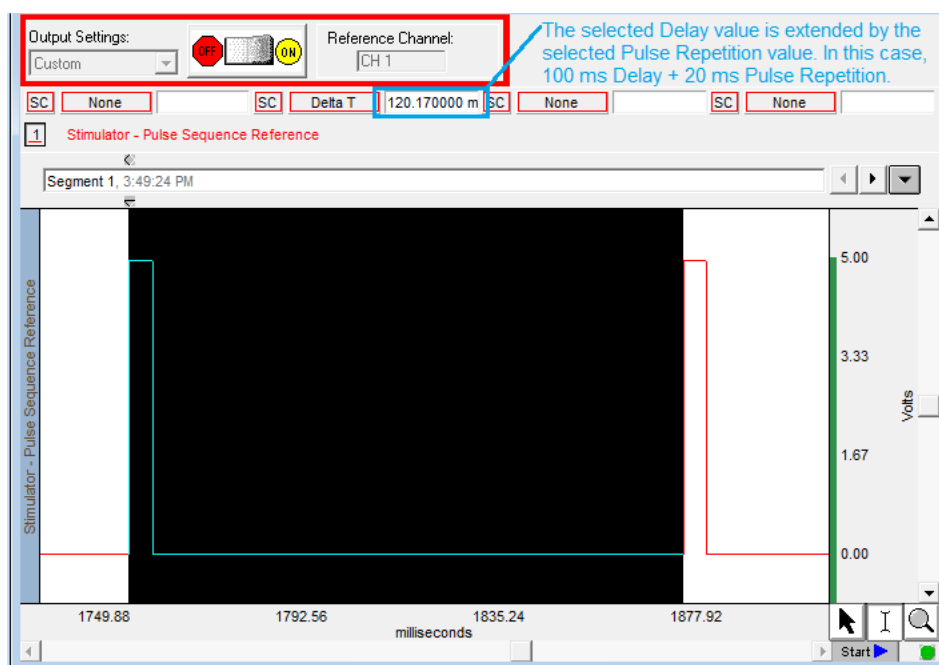 Output Settings:
Custom
OFF
ON
Reference Channel:
CH 1
The selected Delay value is extended by the
selected Pulse Repetition value. In this case,
100 ms Delay + 20 ms Pulse Repetition.
SC None SC Delta T 120.170000 m SC None SC None
1 Stimulator - Pulse Sequence Reference
Segment 1, 3:49:24 PM
Stimulator - Pulse Sequence Reference
5.00
3.33
1.67
0.00
Volts
1749.88 1792.56 1835.24 1877.92
milliseconds
Start